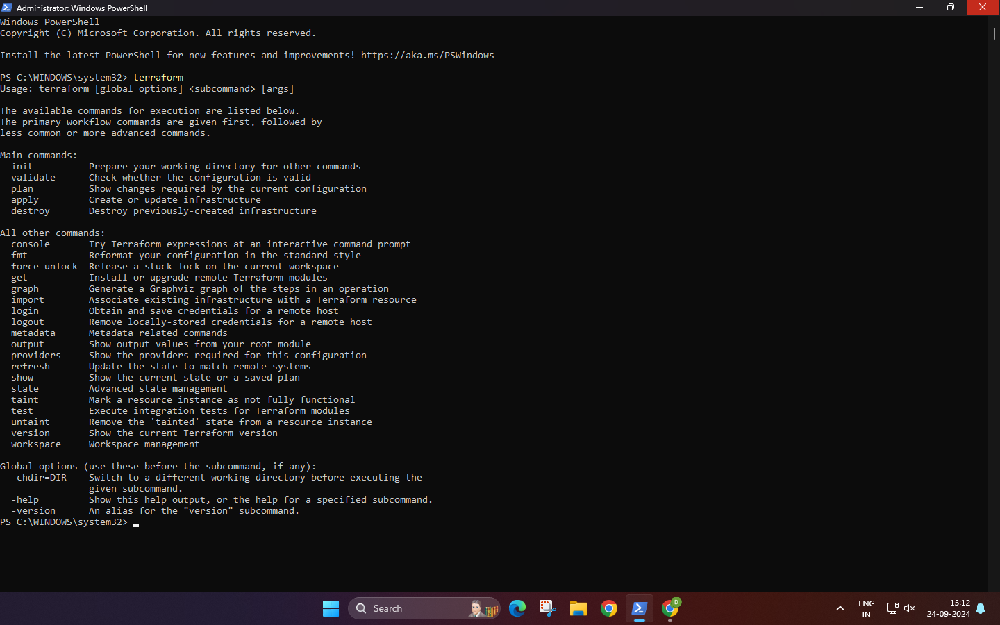 Administrator: Windows PowerShell
Windows PowerShell
Copyright (C) Microsoft Corporation. All rights reserved.
Install the latest PowerShell for new features and improvements! https://aka.ms/PSWindows
PS C:\WINDOWS\system32> terraform
Usage: terraform [global options] <subcommand> [args]
The available commands for execution are listed below.
The primary workflow commands are given first, followed by
less common or more advanced commands.
Main commands:
init Prepare your working directory for other commands
validate Check whether the configuration is valid
plan Show changes required by the current configuration
apply Create or update infrastructure
destroy Destroy previously-created infrastructure
All other commands:
console Try Terraform expressions at an interactive command prompt
fmt Reformat your configuration in the standard style
force-unlock Release a stuck lock on the current workspace
get Install or upgrade remote Terraform modules
graph Generate a Graphviz graph of the steps in an operation
import Associate existing infrastructure with a Terraform resource
login Obtain and save credentials for a remote host
logout Remove locally-stored credentials for a remote host
metadata Metadata related commands
output Show output values from your root module
providers Show the providers required for this configuration
refresh Update the state to match remote systems
show Show the current state or a saved plan
state Advanced state management
taint Mark a resource instance as not fully functional
test Execute integration tests for Terraform modules
untaint Remove the 'tainted' state from a resource instance
version Show the current Terraform version
workspace Workspace management
Global options (use these before the subcommand, if any):
-chdir=DIR Switch to a different working directory before executing the
given subcommand.
-help Show this help output, or the help for a specified subcommand.
-version An alias for the "version" subcommand.
PS C:\WINDOWS\system32>
Search
D
ENG
IN
15:12
24-09-2024